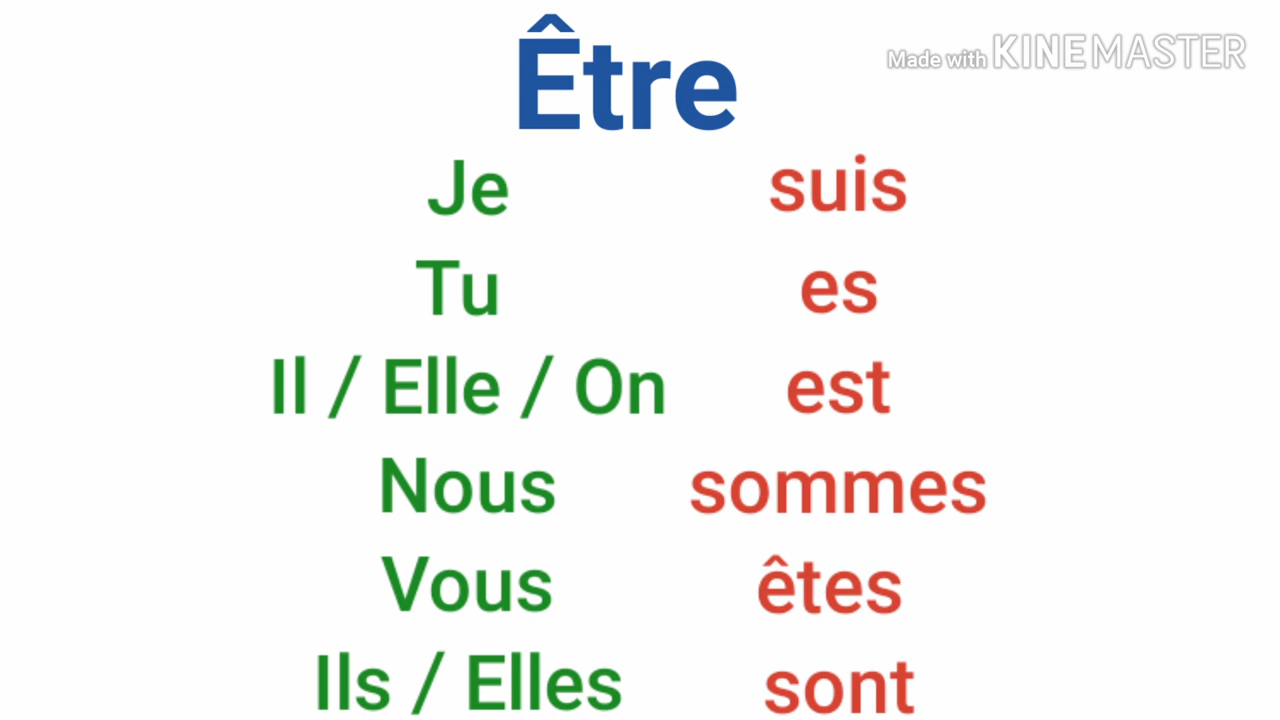 Être
Made with KINEMASTER
Je suis
Tu es
Il / Elle / On est
Nous sommes
Vous êtes
Ils / Elles sont